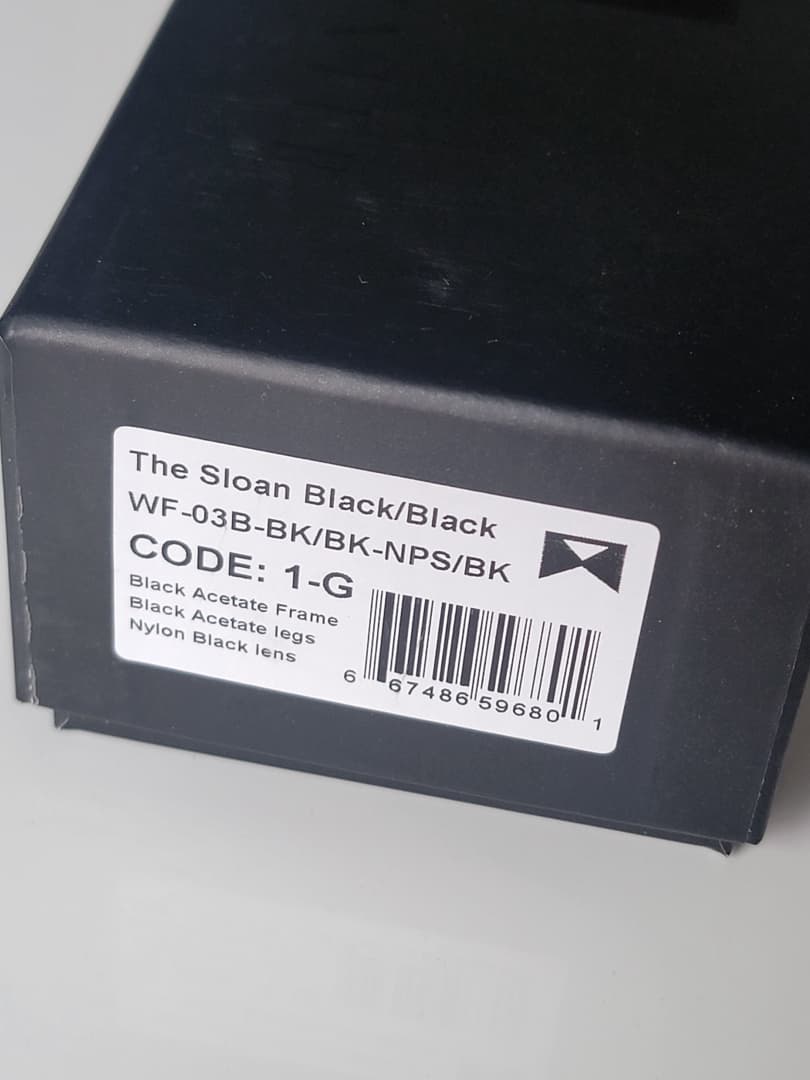 The Sloan Black/Black
WF-03B-BK/BK-NPS/BK
CODE: 1-G
Black Acetate Frame
Black Acetate legs
Nylon Black lens
6 67486 59680 1